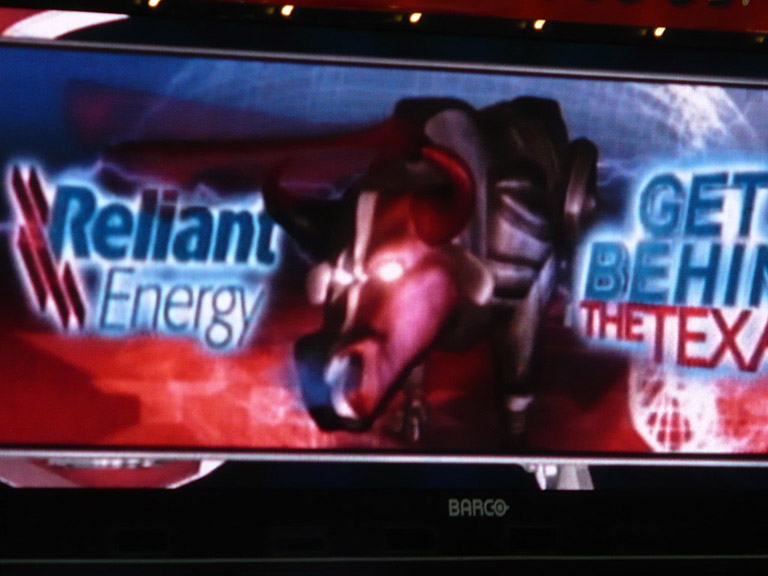 Reliant
Energy
GET
BEHIN
THE TEXA
BARCO